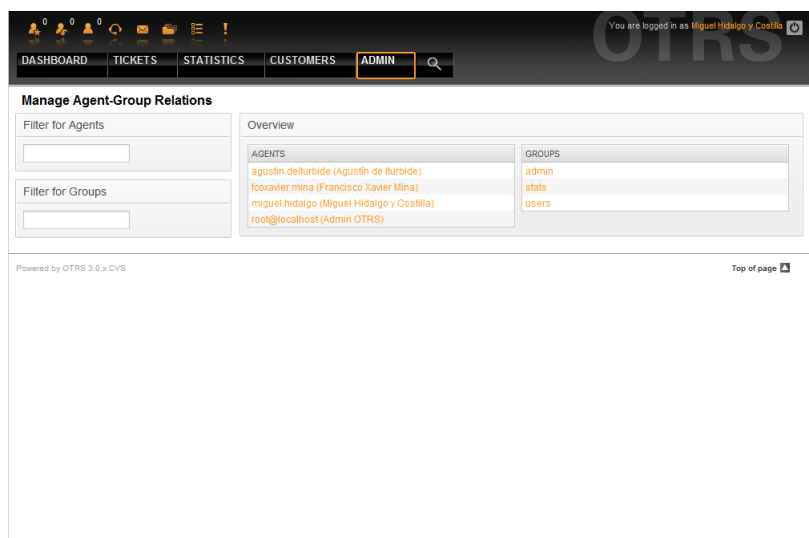 OTRS
You are logged in as Miguel Hidalgo y Costilla
0 0 0
DASHBOARD TICKETS STATISTICS CUSTOMERS ADMIN
Manage Agent-Group Relations
Filter for Agents
Filter for Groups
Overview
AGENTS
agustin.deiturbide (Agustín de Iturbide)
fcoxavier.mina (Francisco Xavier Mina)
miguel.hidalgo (Miguel Hidalgo y Costilla)
root@localhost (Admin OTRS)
GROUPS
admin
stats
users
Powered by OTRS 3.0.x CVS
Top of page